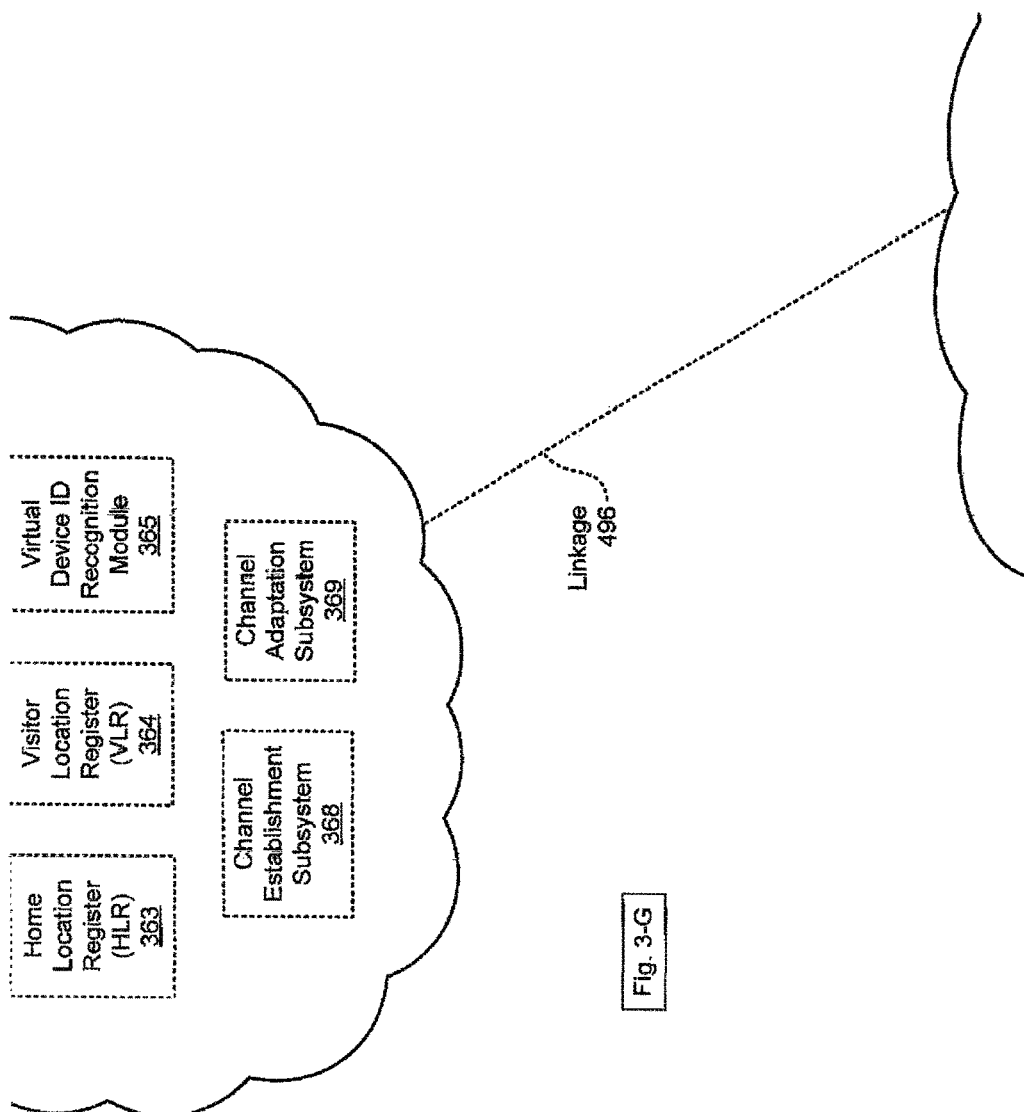 Home
Location
Register
(HLR)
363
Visitor
Location
Register
(VLR)
364
Virtual
Device ID
Recognition
Module
365
Channel
Establishment
Subsystem
368
Channel
Adaptation
Subsystem
369
Linkage
496
Fig. 3-G